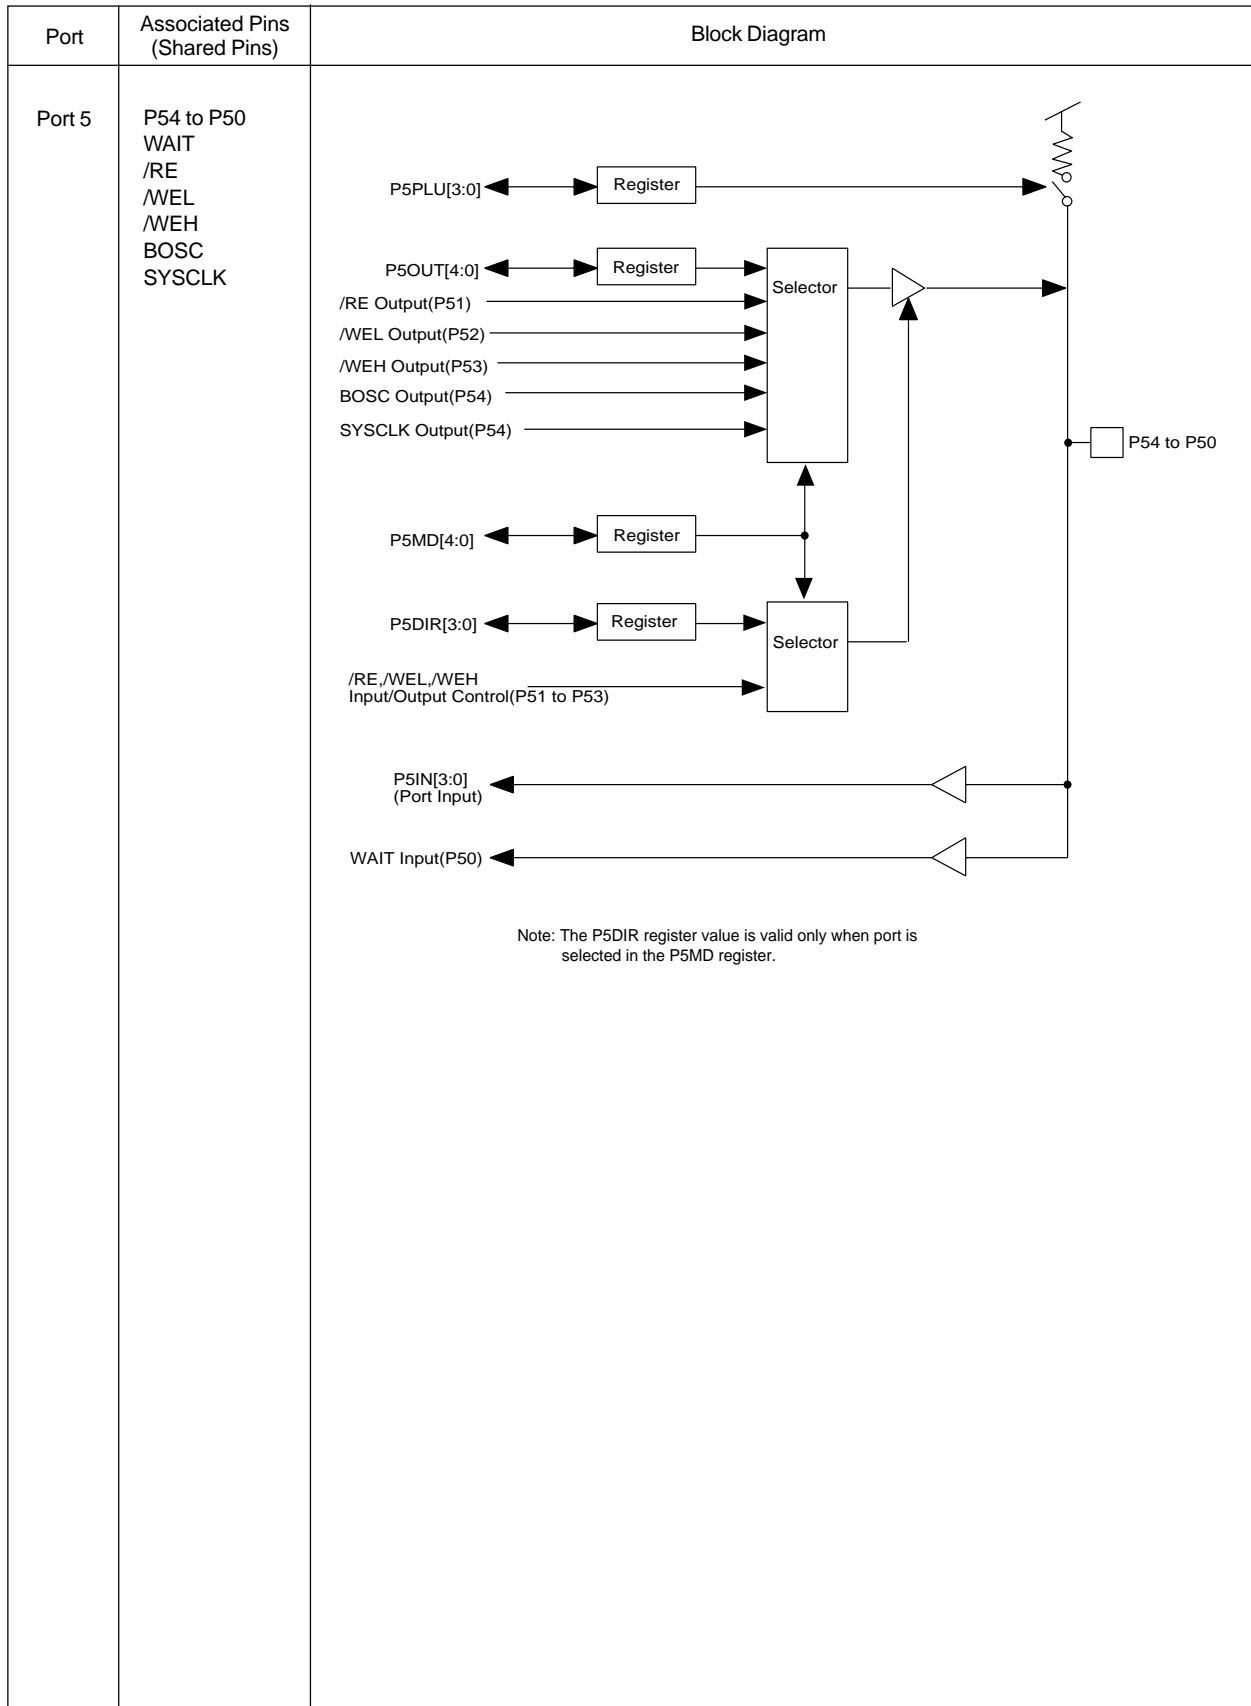 Port
Associated Pins
(Shared Pins)
Block Diagram
Port 5
P54 to P50
WAIT
/RE
/WEL
/WEH
BOSC
SYSCLK
P5PLU[3:0]
Register
P5OUT[4:0]
Register
Selector
/RE Output(P51)
/WEL Output(P52)
/WEH Output(P53)
BOSC Output(P54)
SYSCLK Output(P54)
P54 to P50
P5MD[4:0]
Register
P5DIR[3:0]
Register
Selector
/RE,/WEL,/WEH
Input/Output Control(P51 to P53)
P5IN[3:0]
(Port Input)
WAIT Input(P50)
Note: The P5DIR register value is valid only when port is
selected in the P5MD register.